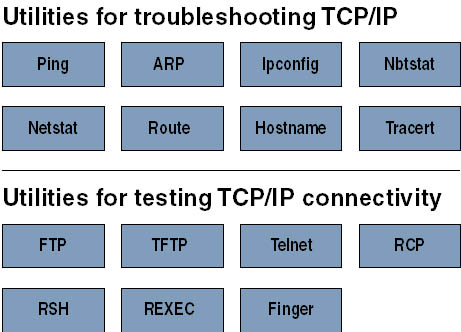 Utilities for troubleshooting TCP/IP
Ping ARP Ipconfig Nbtstat
Netstat Route Hostname Tracert
Utilities for testing TCP/IP connectivity
FTP TFTP Telnet RCP
RSH REXEC Finger